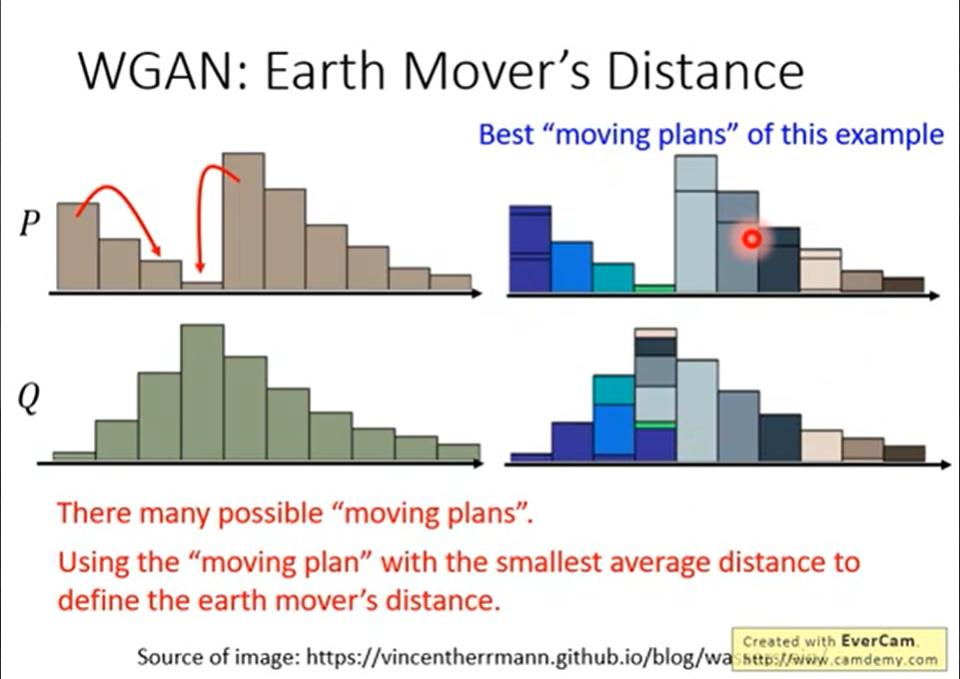 WGAN: Earth Mover’s Distance
Best “moving plans” of this example
P
Q
There many possible “moving plans”.
Using the “moving plan” with the smallest average distance to
define the earth mover’s distance.
Source of image: https://vincentherrmann.github.io/blog/
Created with EverCam.
http://www.camdemy.com